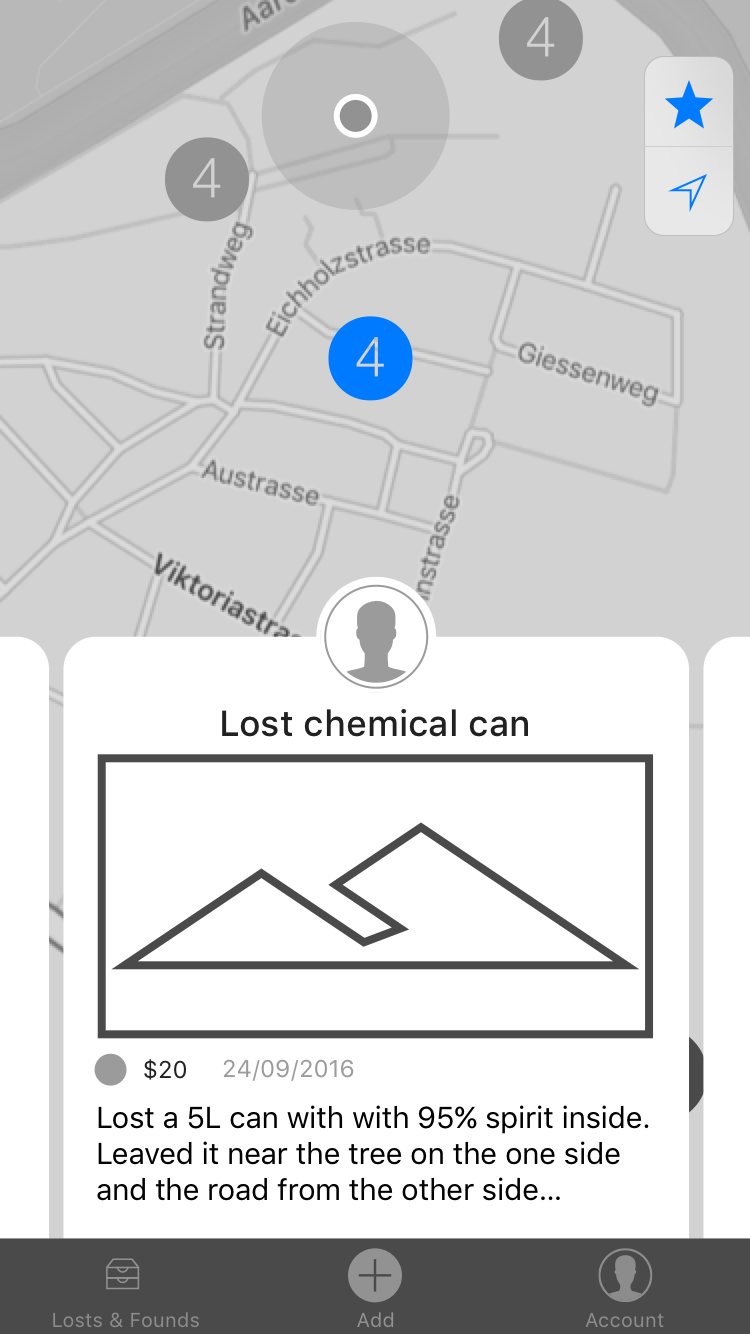 Aar
4
4
Strandweg
Eichholzstrasse
4
Giessenweg
Austrasse
nstrasse
Viktoriastra
Lost chemical can
$20 24/09/2016
Lost a 5L can with with 95% spirit inside.
Leaved it near the tree on the one side
and the road from the other side...
Losts & Founds Add Account